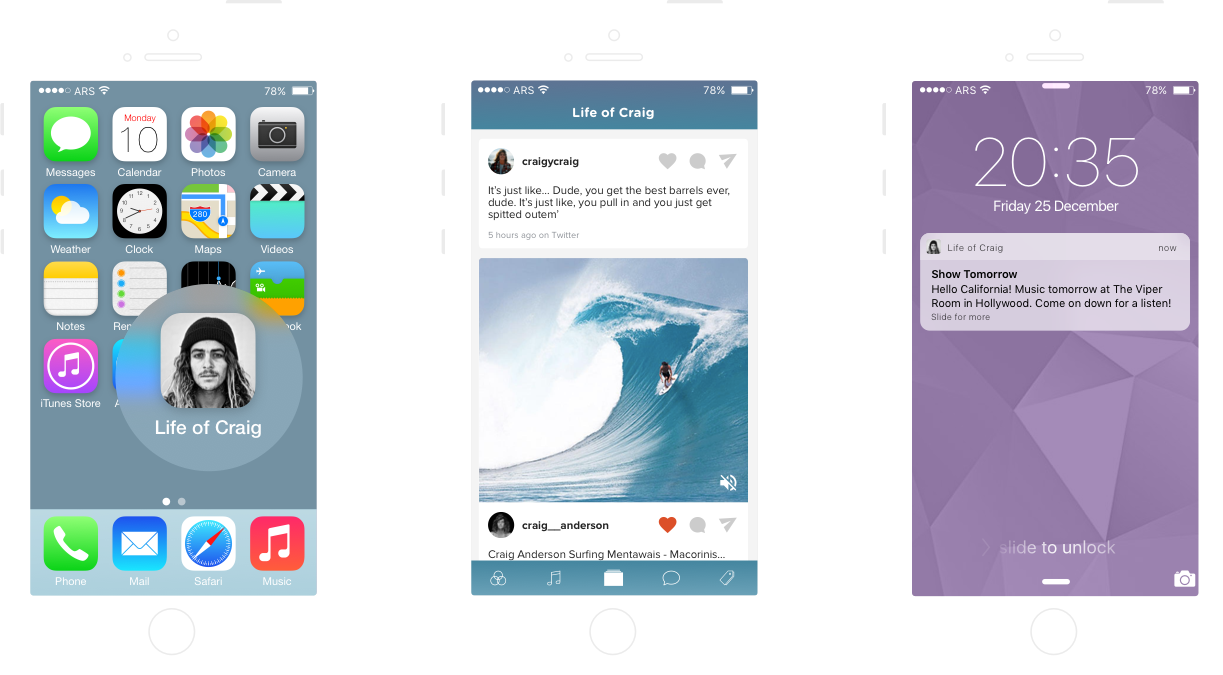 ARS
78%
Monday
10
Messages
Calendar
Photos
Camera
280
Weather
Clock
Maps
Videos
Notes
iTunes Store
Life of Craig
Phone
Mail
Safari
Music
ARS
78%
Life of Craig
craigycraig
It's just like... Dude, you get the best barrels ever,
dude. It's just like, you pull in and you just get
spitted outem'
5 hours ago on Twitter
craig__anderson
Craig Anderson Surfing Mentawais - Macorinis...
ARS
78%
20:35
Friday 25 December
Life of Craig
now
Show Tomorrow
Hello California! Music tomorrow at The Viper
Room in Hollywood. Come on down for a listen!
Slide for more
slide to unlock